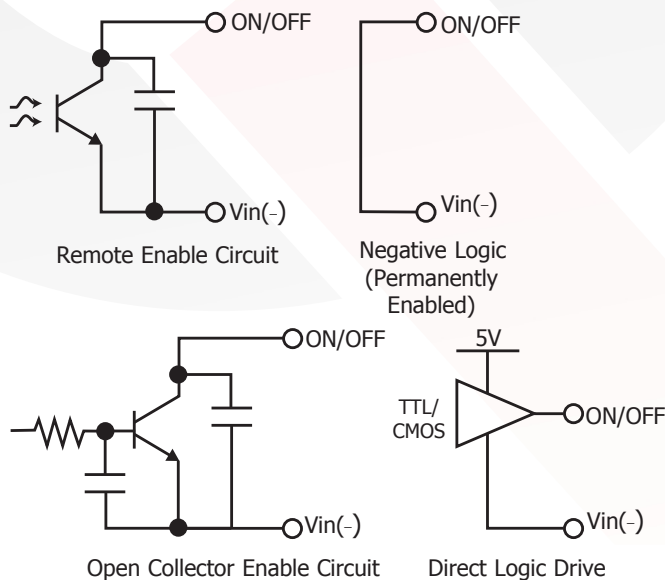 ON/OFF
Vin(-)
Remote Enable Circuit
ON/OFF
Vin(-)
Negative Logic
(Permanently
Enabled)
ON/OFF
Vin(-)
Open Collector Enable Circuit
5V
TTL/
CMOS
ON/OFF
Vin(-)
Direct Logic Drive